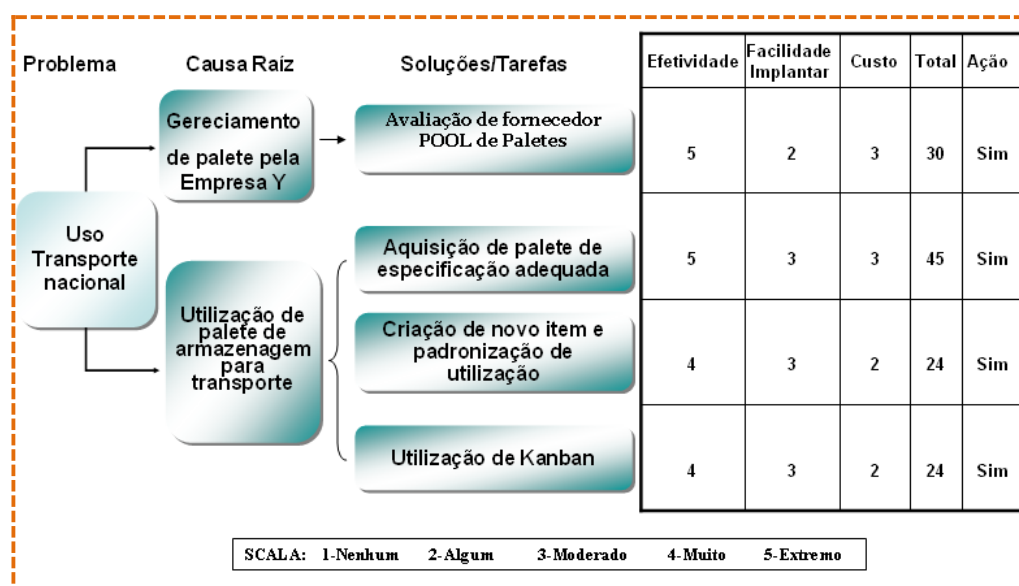 Problema
Causa Raíz
Soluções/Tarefas
Efetividade
Facilidade
Implantar
Custo
Total
Ação
Gereciamento
de palete pela
Empresa Y
Avaliação de fornecedor
POOL de Paletes
5 2 3 30 Sim
Uso
Transporte
nacional
Aquisição de palete de
especificação adequada
5 3 3 45 Sim
Utilização de
palete de
armazenagem
para
transporte
Criação de novo item e
padronização de
utilização
4 3 2 24 Sim
Utilização de Kanban
4 3 2 24 Sim
SCALA: 1-Nenhum 2-Algum 3-Moderado 4-Muito 5-Extremo